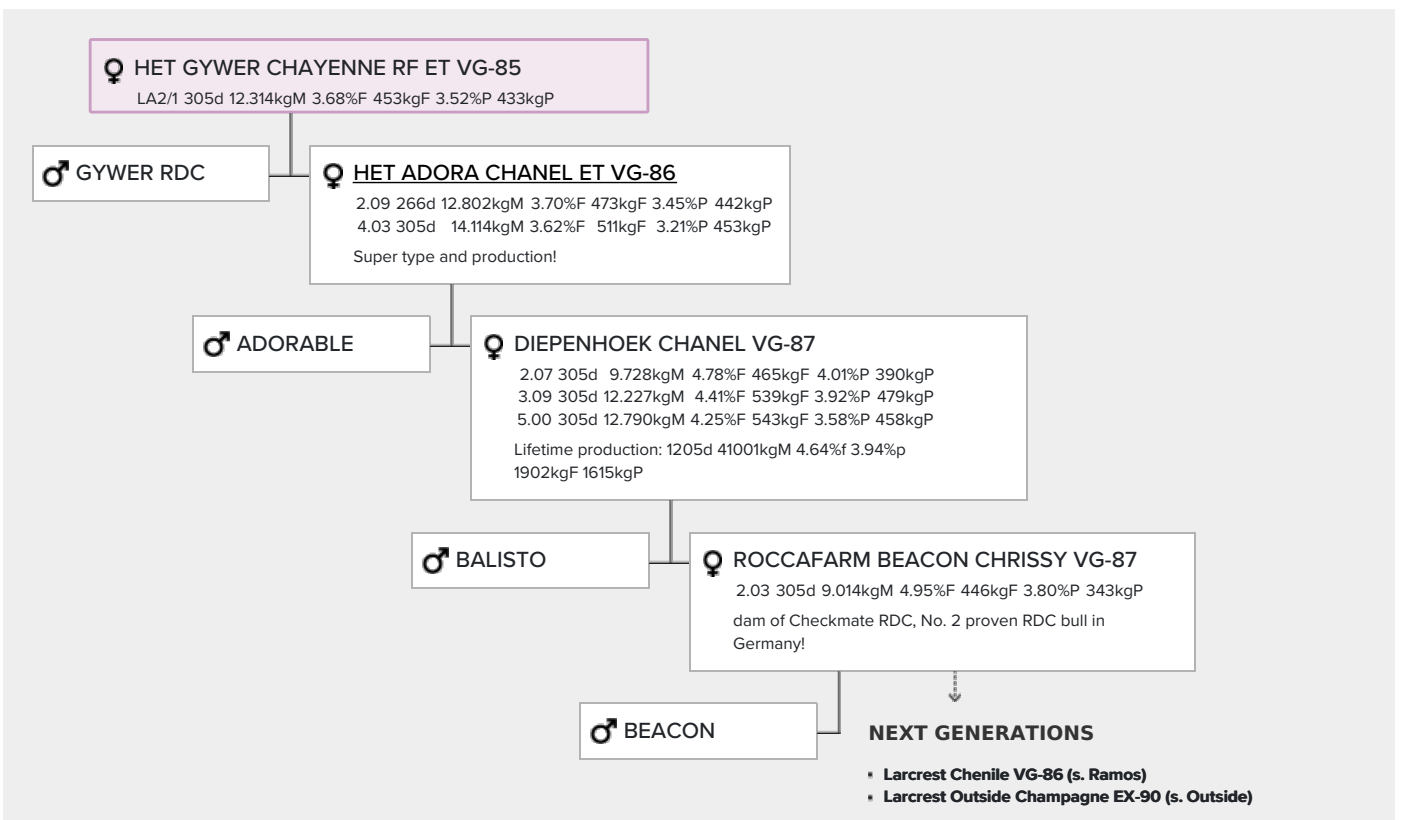 HET GYWER CHAYENNE RF ET VG-85
LA2/1 305d 12.314kgM 3.68%F 453kgF 3.52%P 433kgP
GYWER RDC
HET ADORA CHANEL ET VG-86
2.09 266d 12.802kgM 3.70%F 473kgF 3.45%P 442kgP
4.03 305d 14.114kgM 3.62%F 511kgF 3.21%P 453kgP
Super type and production!
ADORABLE
DIEPENHOEK CHANEL VG-87
2.07 305d 9.728kgM 4.78%F 465kgF 4.01%P 390kgP
3.09 305d 12.227kgM 4.41%F 539kgF 3.92%P 479kgP
5.00 305d 12.790kgM 4.25%F 543kgF 3.58%P 458kgP
Lifetime production: 1205d 41001kgM 4.64%f 3.94%p
1902kgF 1615kgP
BALISTO
ROCCAFARM BEACON CHRISSY VG-87
2.03 305d 9.014kgM 4.95%F 446kgF 3.80%P 343kgP
dam of Checkmate RDC, No. 2 proven RDC bull in
Germany!
BEACON
NEXT GENERATIONS
▪ Larcrest Chenile VG-86 (s. Ramos)
▪ Larcrest Outside Champagne EX-90 (s. Outside)